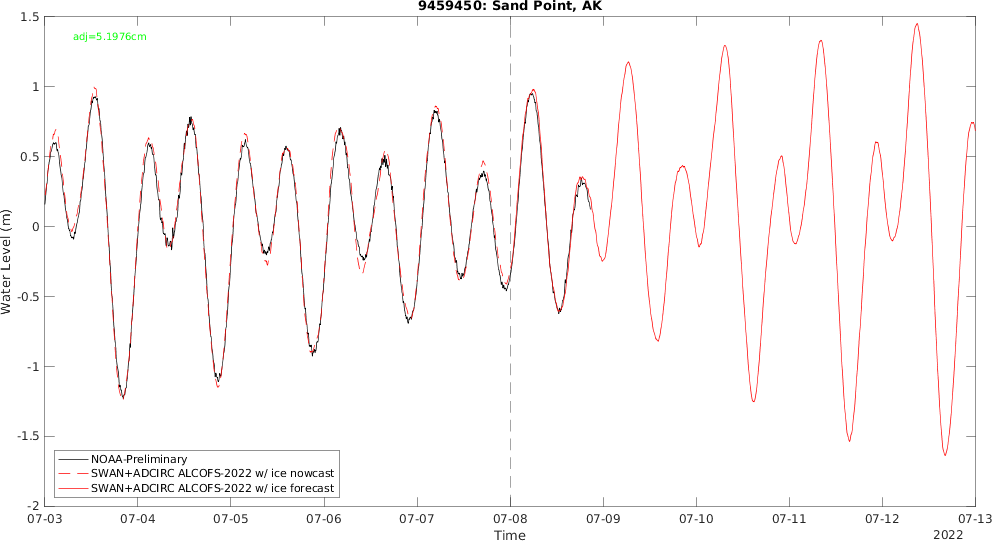 9459450: Sand Point, AK
adj=5.1976cm
1.5
1
0.5
0
-0.5
-1
-1.5
-2
Water Level (m)
NOAA-Preliminary
SWAN+ADCIRC ALCOFS-2022 w/ ice nowcast
SWAN+ADCIRC ALCOFS-2022 w/ ice forecast
07-03 07-04 07-05 07-06 07-07 07-08 07-09 07-10 07-11 07-12 07-13
Time
2022